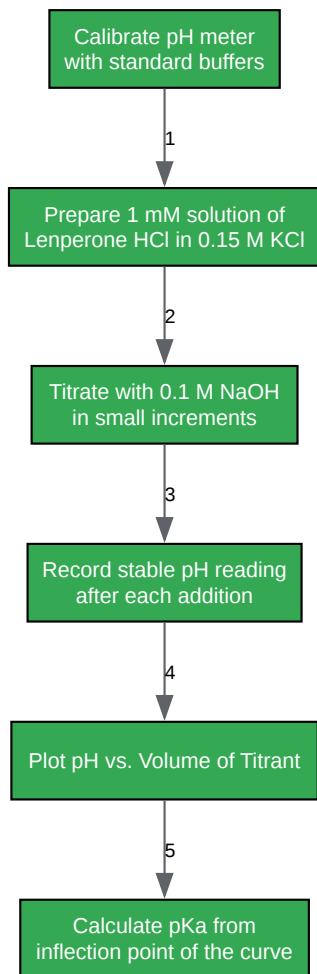 Calibrate pH meter
with standard buffers
1
Prepare 1 mM solution of
Lenperone HCl in 0.15 M KCl
2
Titrate with 0.1 M NaOH
in small increments
3
Record stable pH reading
after each addition
4
Plot pH vs. Volume of Titrant
5
Calculate pKa from
inflection point of the curve